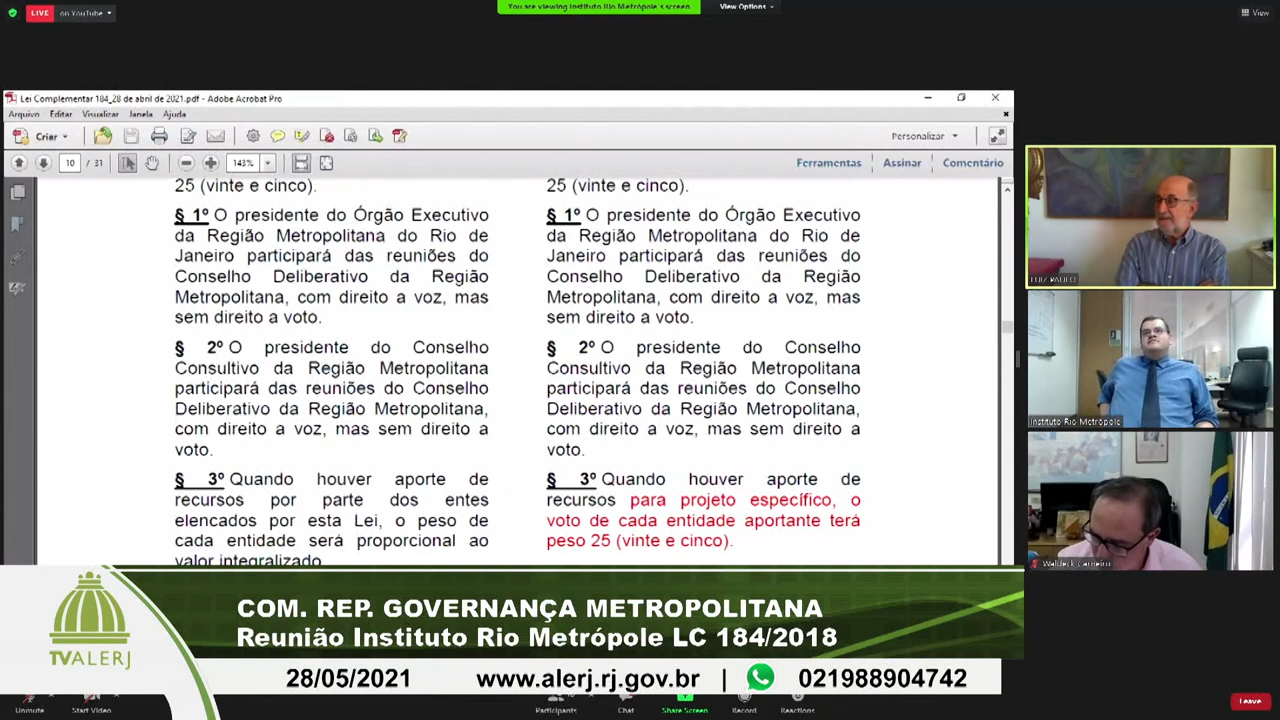 LIVE on YouTube
You are viewing Instituto Rio Metrópole's screen
View Options
View
Lei Complementar 184_28 de abril de 2021.pdf - Adobe Acrobat Pro
Arquivo Editar Visualizar Janela Ajuda
Criar
Personalizar
10 / 31
143%
Ferramentas Assinar Comentário
25 (vinte e cinco).
§ 1º O presidente do Órgão Executivo
da Região Metropolitana do Rio de
Janeiro participará das reuniões do
Conselho Deliberativo da Região
Metropolitana, com direito a voz, mas
sem direito a voto.
§ 2º O presidente do Conselho
Consultivo da Região Metropolitana
participará das reuniões do Conselho
Deliberativo da Região Metropolitana,
com direito a voz, mas sem direito a
voto.
§ 3º Quando houver aporte de
recursos por parte dos entes
elencados por esta Lei, o peso de
cada entidade será proporcional ao
valor integralizado
25 (vinte e cinco).
§ 1º O presidente do Órgão Executivo
da Região Metropolitana do Rio de
Janeiro participará das reuniões do
Conselho Deliberativo da Região
Metropolitana, com direito a voz, mas
sem direito a voto.
§ 2º O presidente do Conselho
Consultivo da Região Metropolitana
participará das reuniões do Conselho
Deliberativo da Região Metropolitana,
com direito a voz, mas sem direito a
voto.
§ 3º Quando houver aporte de
recursos para projeto específico, o
voto de cada entidade aportante terá
peso 25 (vinte e cinco).
LUIZ PAULO
Instituto Rio Metrópole
Waldeck Carneiro
COM. REP. GOVERNANÇA METROPOLITANA
Reunião Instituto Rio Metrópole LC 184/2018
TVALERJ
28/05/2021 www.alerj.rj.gov.br | 021988904742
Unmute
Start Video
Participants
Chat
Share Screen
Record
Reactions
Leave